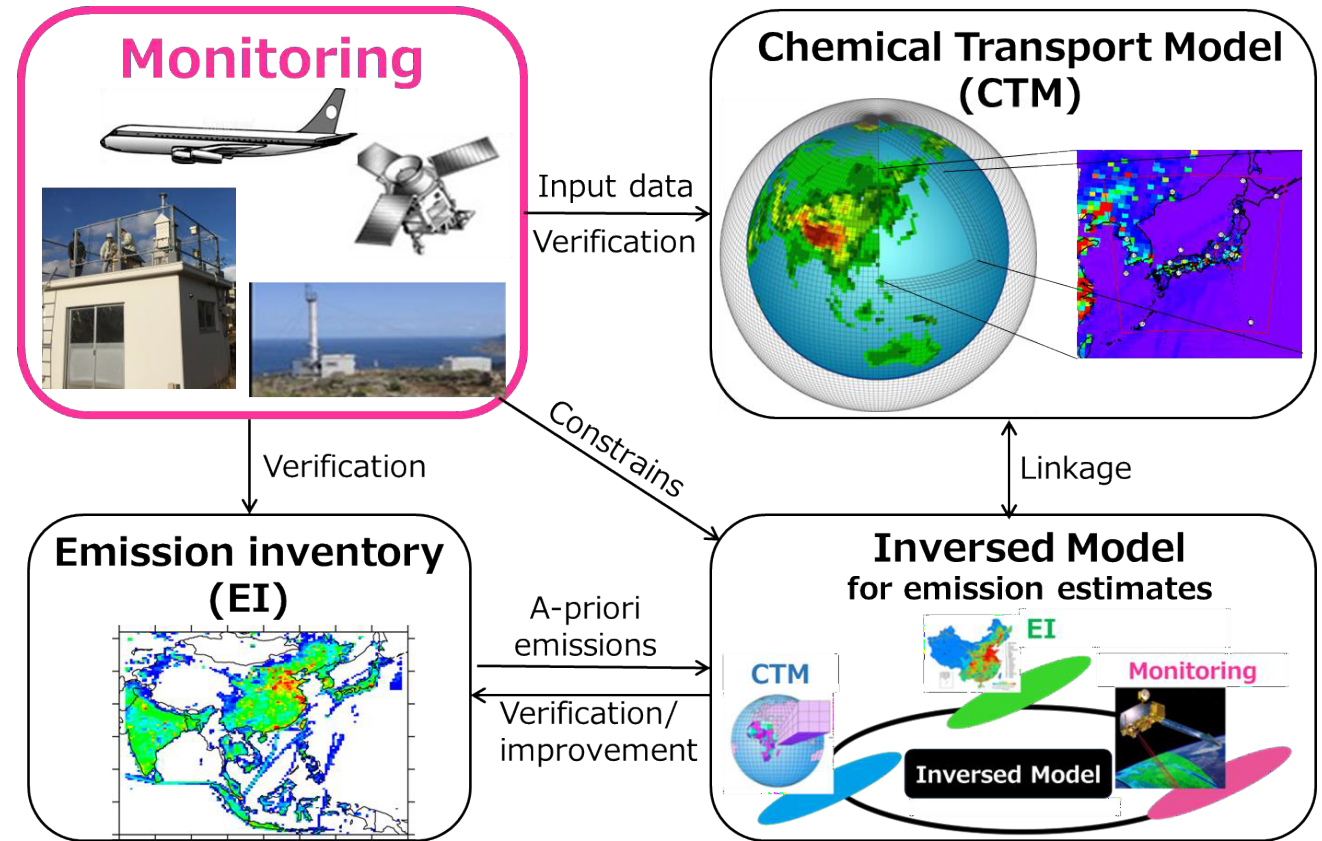 Monitoring
Chemical Transport Model
(CTM)
Input data
Verification
Constrains
Verification
Linkage
Emission inventory
(EI)
A-priori
emissions
Verification/
improvement
Inversed Model
for emission estimates
EI
CTM
Monitoring
Inversed Model